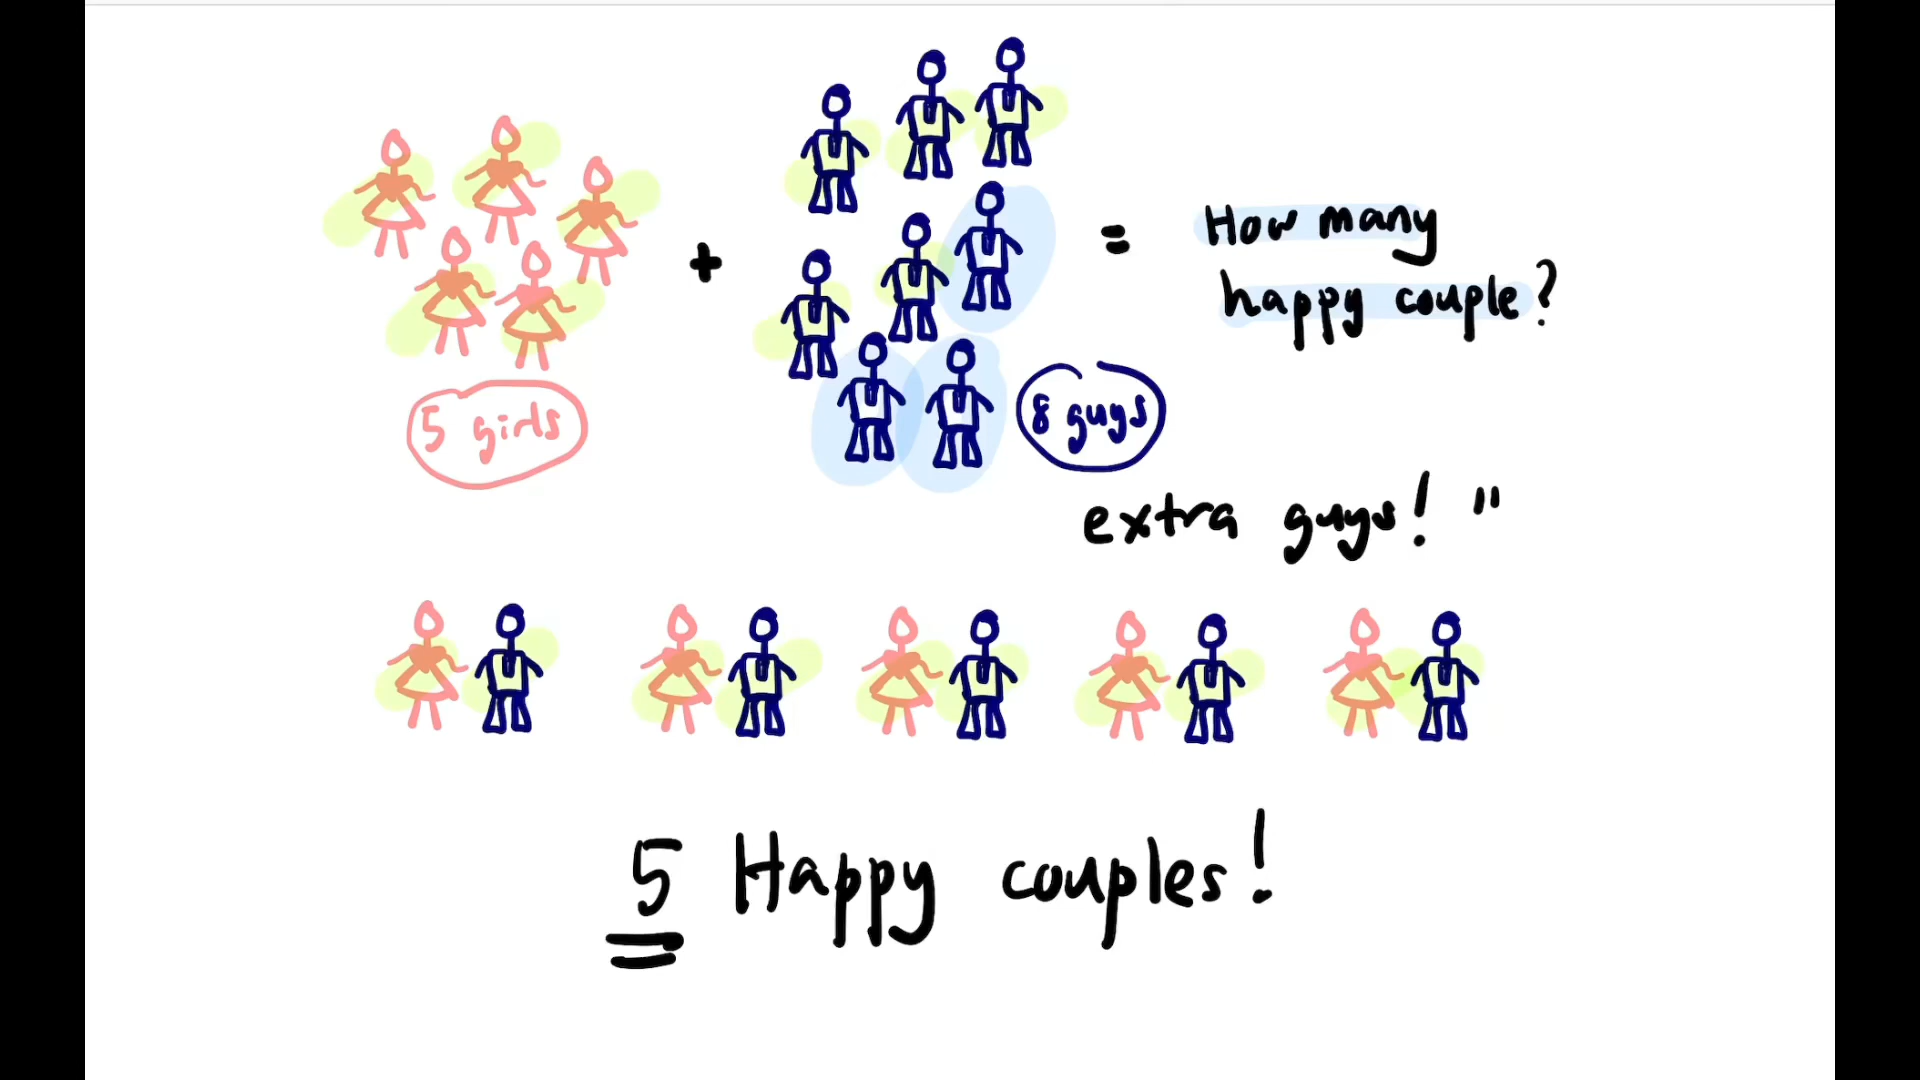 +
=
How many
happy couple?
5 girls
8 guys
extra guys! "
5 Happy couples!